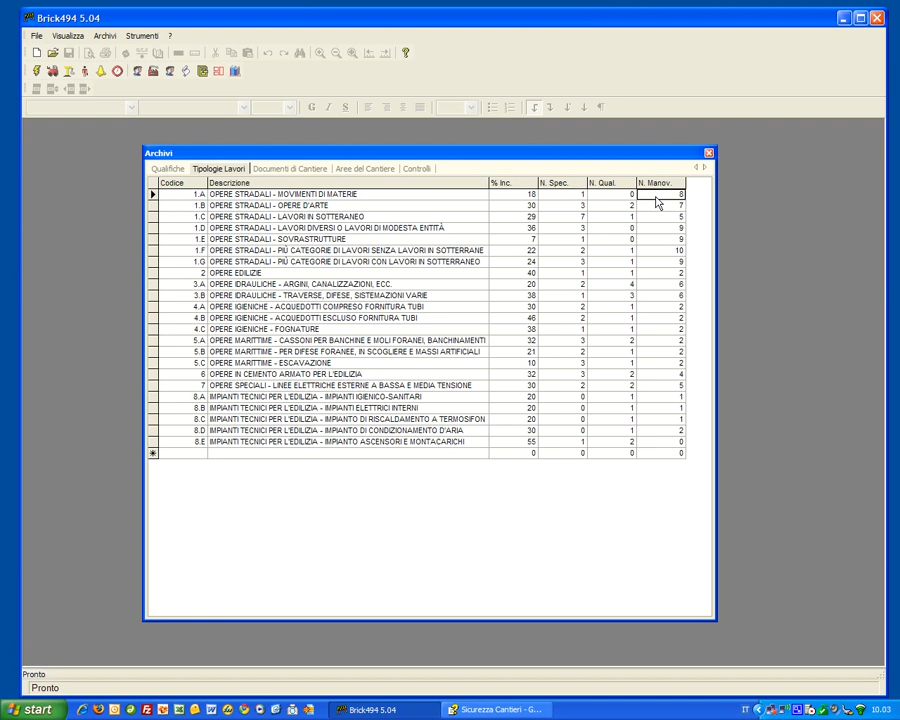 Brick494 5.04
File Visualizza Archivi Strumenti ?
G I S
Archivi
Qualifiche Tipologie Lavori Documenti di Cantiere Aree del Cantiere Controlli
Codice Descrizione % Inc. N. Spec. N. Qual. N. Manov.
1.A OPERE STRADALI - MOVIMENTI DI MATERIE 18 1 0 8
1.B OPERE STRADALI - OPERE D'ARTE 30 3 2 7
1.C OPERE STRADALI - LAVORI IN SOTTERANEO 29 7 1 5
1.D OPERE STRADALI - LAVORI DIVERSI O LAVORI DI MODESTA ENTITÀ 36 3 0 9
1.E OPERE STRADALI - SOVRASTRUTTURE 7 1 0 9
1.F OPERE STRADALI - PIÙ CATEGORIE DI LAVORI SENZA LAVORI IN SOTTERRANE 22 2 1 10
1.G OPERE STRADALI - PIÙ CATEGORIE DI LAVORI CON LAVORI IN SOTTERRANEO 24 3 1 9
2 OPERE EDILIZIE 40 1 1 2
3.A OPERE IDRAULICHE - ARGINI, CANALIZZAZIONI, ECC. 20 2 4 6
3.B OPERE IDRAULICHE - TRAVERSE, DIFESE, SISTEMAZIONI VARIE 38 1 3 6
4.A OPERE IGIENICHE - ACQUEDOTTI COMPRESO FORNITURA TUBI 30 2 1 2
4.B OPERE IGIENICHE - ACQUEDOTTI ESCLUSO FORNITURA TUBI 46 2 1 2
4.C OPERE IGIENICHE - FOGNATURE 38 1 1 2
5.A OPERE MARITTIME - CASSONI PER BANCHINE E MOLI FORANEI, BANCHINAMENTI 32 3 2 2
5.B OPERE MARITTIME - PER DIFESE FORANEE, IN SCOGLIERE E MASSI ARTIFICIALI 21 2 1 2
5.C OPERE MARITTIME - ESCAVAZIONE 10 3 1 2
6 OPERE IN CEMENTO ARMATO PER L'EDILIZIA 32 3 2 4
7 OPERE SPECIALI - LINEE ELETTRICHE ESTERNE A BASSA E MEDIA TENSIONE 30 2 2 5
8.A IMPIANTI TECNICI PER L'EDILIZIA - IMPIANTI IGIENICO-SANITARI 20 0 1 1
8.B IMPIANTI TECNICI PER L'EDILIZIA - IMPIANTI ELETTRICI INTERNI 20 0 1 1
8.C IMPIANTI TECNICI PER L'EDILIZIA - IMPIANTO DI RISCALDAMENTO A TERMOSIFON 20 0 1 1
8.D IMPIANTI TECNICI PER L'EDILIZIA - IMPIANTO DI CONDIZIONAMENTO D'ARIA 30 0 1 2
8.E IMPIANTI TECNICI PER L'EDILIZIA - IMPIANTO ASCENSORI E MONTACARICHI 55 1 2 0
0 0 0 0
Pronto
Pronto
start Brick494 5.04 Sicurezza Cantieri - G... IT 10.03